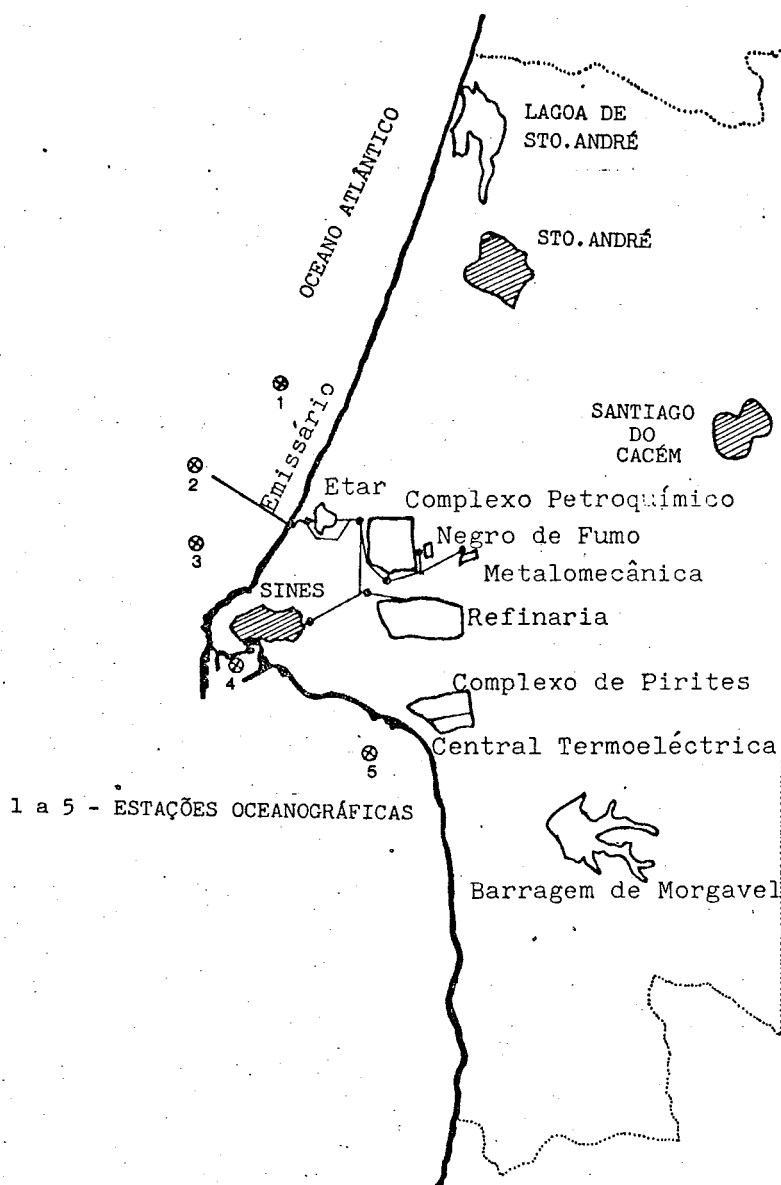 LAGOA DE
STO.ANDRÉ
OCEANO ATLÂNTICO
STO.ANDRÉ
1
SANTIAGO
DO
CACÉM
Emissário
2
Etar
Complexo Petroquímico
3
Negro de Fumo
Metalomecânica
SINES
Refinaria
4
Complexo de Pirites
Central Termoeléctrica
5
1 a 5 - ESTAÇÕES OCEANOGRÁFICAS
Barragem de Morgavel